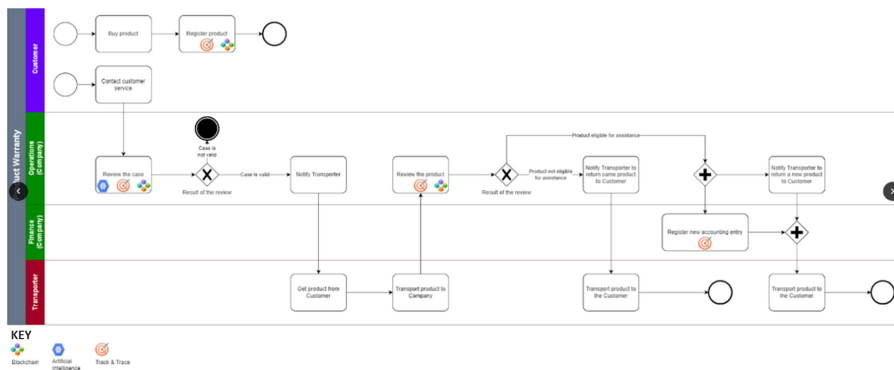 Customer
Buy product
Register product
Contact customer
service
uct Warranty
Operations
(Company)
Case is
not valid
Review the case
Result of the review
Case is valid
Notify Transporter
Review the product
Result of the review
Product eligible for assistance
Product not eligible
for assistance
Notify Transporter to
return same product
to Customer
Notify Transporter to
return a new product
to Customer
Finance
(Company)
Register new accounting entry
Transporter
Get product from
Customer
Transport product to
Company
Transport product to
the Customer
Transport product to
the Customer
KEY
Blockchain
Artificial
Intelligence
Track & Trace